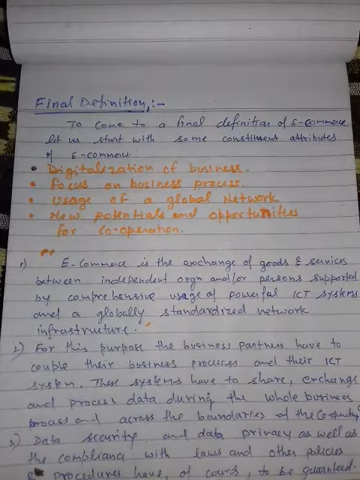 Final Definition,:-
To come to a final definition of E-commerce
let us start with some constituent attributes
of E-commerce
• Digitalization of business.
• Focus on business process.
• Usage of a global Network
• New potentials and opportunities
for co-operation.
"
1) E-Commerce is the exchange of goods & services
between independent orgn and/or persons supported
by comprehensive usage of powerful ICT systems
and a globally standardized network
infrastructure."
2) For this purpose the business partners have to
couple their business processes and their ICT
system. These systems have to share, exchange
and process data during the whole business
process and across the boundaries of the
3) Data security and data privacy as well as
the compliance with laws and other policies
& procedures have, of course, to be guaranteed.